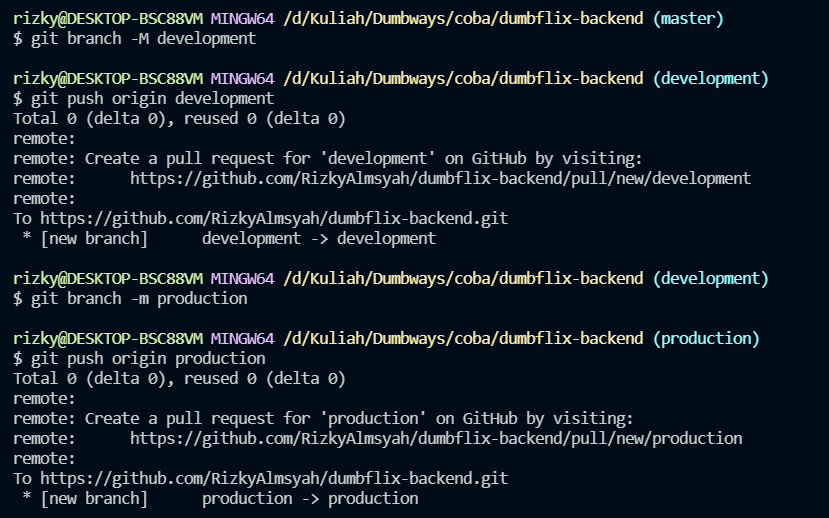 rizky@DESKTOP-BSC88VM MINGW64 /d/Kuliah/Dumbways/coba/dumbflix-backend (master)
$ git branch -M development
rizky@DESKTOP-BSC88VM MINGW64 /d/Kuliah/Dumbways/coba/dumbflix-backend (development)
$ git push origin development
Total 0 (delta 0), reused 0 (delta 0)
remote:
remote: Create a pull request for 'development' on GitHub by visiting:
remote:      https://github.com/RizkyAlmsyah/dumbflix-backend/pull/new/development
remote:
To https://github.com/RizkyAlmsyah/dumbflix-backend.git
 * [new branch]      development -> development
rizky@DESKTOP-BSC88VM MINGW64 /d/Kuliah/Dumbways/coba/dumbflix-backend (development)
$ git branch -m production
rizky@DESKTOP-BSC88VM MINGW64 /d/Kuliah/Dumbways/coba/dumbflix-backend (production)
$ git push origin production
Total 0 (delta 0), reused 0 (delta 0)
remote:
remote: Create a pull request for 'production' on GitHub by visiting:
remote:      https://github.com/RizkyAlmsyah/dumbflix-backend/pull/new/production
remote:
To https://github.com/RizkyAlmsyah/dumbflix-backend.git
 * [new branch]      production -> production